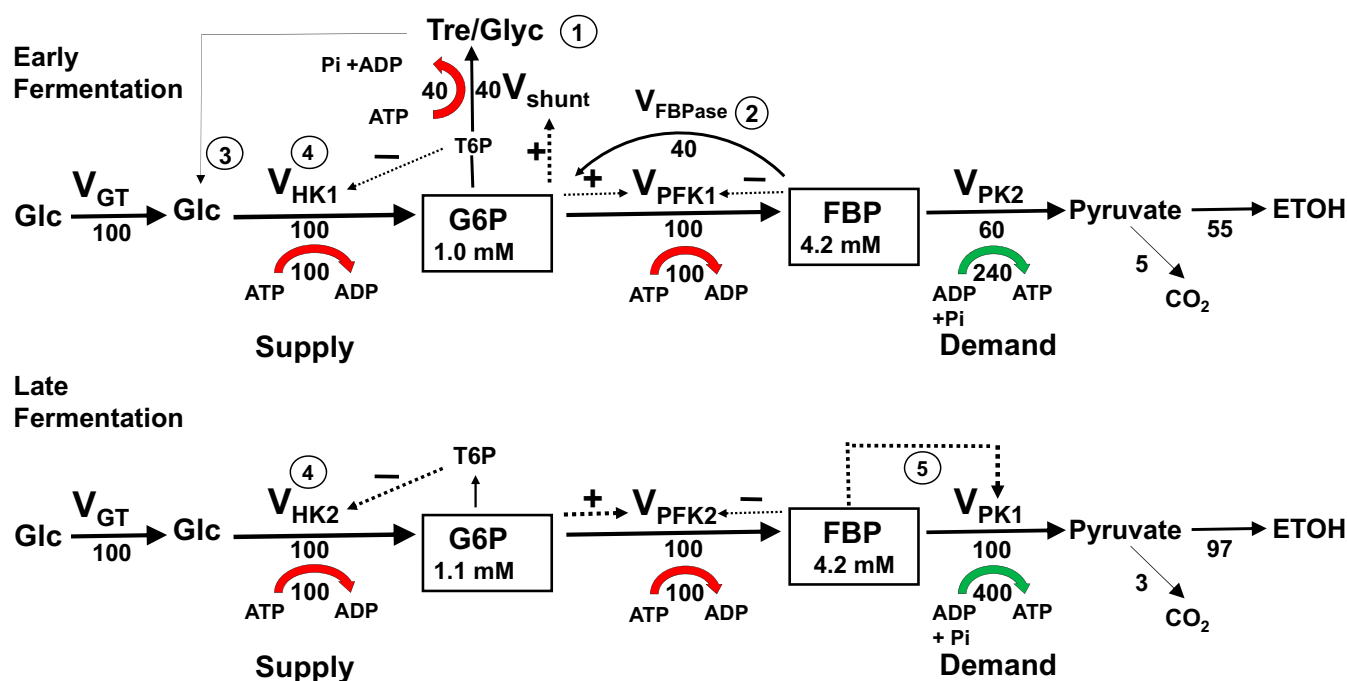 Early
Fermentation
Tre/Glyc 1
Pi +ADP
40
40
ATP
Vshunt
VFBPase 2
40
T6P
−
+
+
−
3
4
Glc
VGT
100
Glc
VHK1
100
100
ATP
ADP
G6P
1.0 mM
VPFK1
100
100
ATP
ADP
FBP
4.2 mM
VPK2
60
240
ADP
+Pi
ATP
Pyruvate
55
ETOH
5
CO₂
Supply
Demand
Late
Fermentation
T6P
−
4
+
−
5
Glc
VGT
100
Glc
VHK2
100
100
ATP
ADP
G6P
1.1 mM
VPFK2
100
100
ATP
ADP
FBP
4.2 mM
VPK1
100
400
ADP
+ Pi
ATP
Pyruvate
97
ETOH
3
CO₂
Supply
Demand